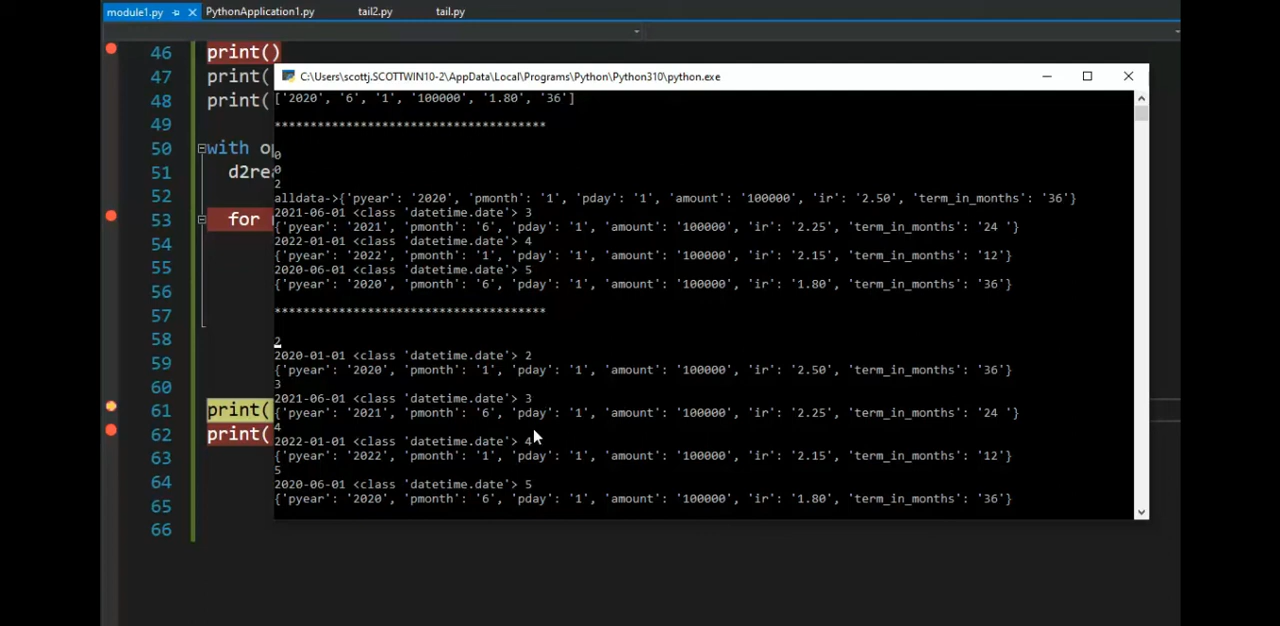 module1.py PythonApplication1.py tail2.py tail.py
46 print()
C:\Users\scottj.SCOTTWIN10-2\AppData\Local\Programs\Python\Python310\python.exe
47 print(
48 print(
['2020', '6', '1', '100000', '1.80', '36']
49
**************************************
50 with op
0
51 d2rea
0
2
52
alldata->{'pyear': '2020', 'pmonth': '1', 'pday': '1', 'amount': '100000', 'ir': '2.50', 'term_in_months': '36'}
2021-06-01 <class 'datetime.date'> 3
53 for
{'pyear': '2021', 'pmonth': '6', 'pday': '1', 'amount': '100000', 'ir': '2.25', 'term_in_months': '24 '}
54
2022-01-01 <class 'datetime.date'> 4
{'pyear': '2022', 'pmonth': '1', 'pday': '1', 'amount': '100000', 'ir': '2.15', 'term_in_months': '12'}
55
2020-06-01 <class 'datetime.date'> 5
{'pyear': '2020', 'pmonth': '6', 'pday': '1', 'amount': '100000', 'ir': '1.80', 'term_in_months': '36'}
56
57
**************************************
58
2
59
2020-01-01 <class 'datetime.date'> 2
{'pyear': '2020', 'pmonth': '1', 'pday': '1', 'amount': '100000', 'ir': '2.50', 'term_in_months': '36'}
60
3
2021-06-01 <class 'datetime.date'> 3
61 print(
{'pyear': '2021', 'pmonth': '6', 'pday': '1', 'amount': '100000', 'ir': '2.25', 'term_in_months': '24 '}
4
62 print(
2022-01-01 <class 'datetime.date'> 4
63
{'pyear': '2022', 'pmonth': '1', 'pday': '1', 'amount': '100000', 'ir': '2.15', 'term_in_months': '12'}
5
64
2020-06-01 <class 'datetime.date'> 5
{'pyear': '2020', 'pmonth': '6', 'pday': '1', 'amount': '100000', 'ir': '1.80', 'term_in_months': '36'}
65
66